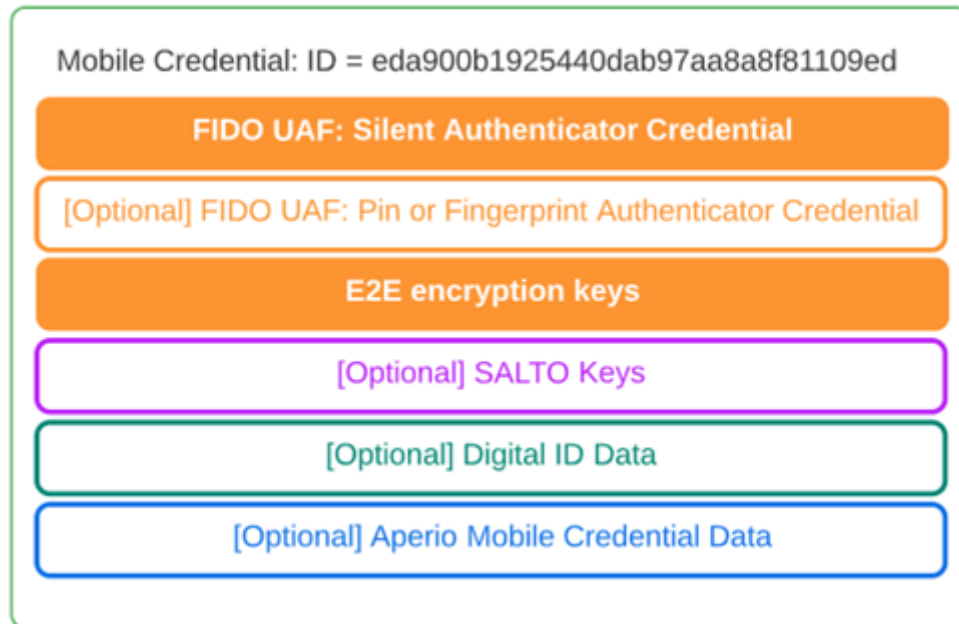 Mobile Credential: ID = eda900b1925440dab97aa8a8f81109ed
FIDO UAF: Silent Authenticator Credential
[Optional] FIDO UAF: Pin or Fingerprint Authenticator Credential
E2E encryption keys
[Optional] SALTO Keys
[Optional] Digital ID Data
[Optional] Aperio Mobile Credential Data